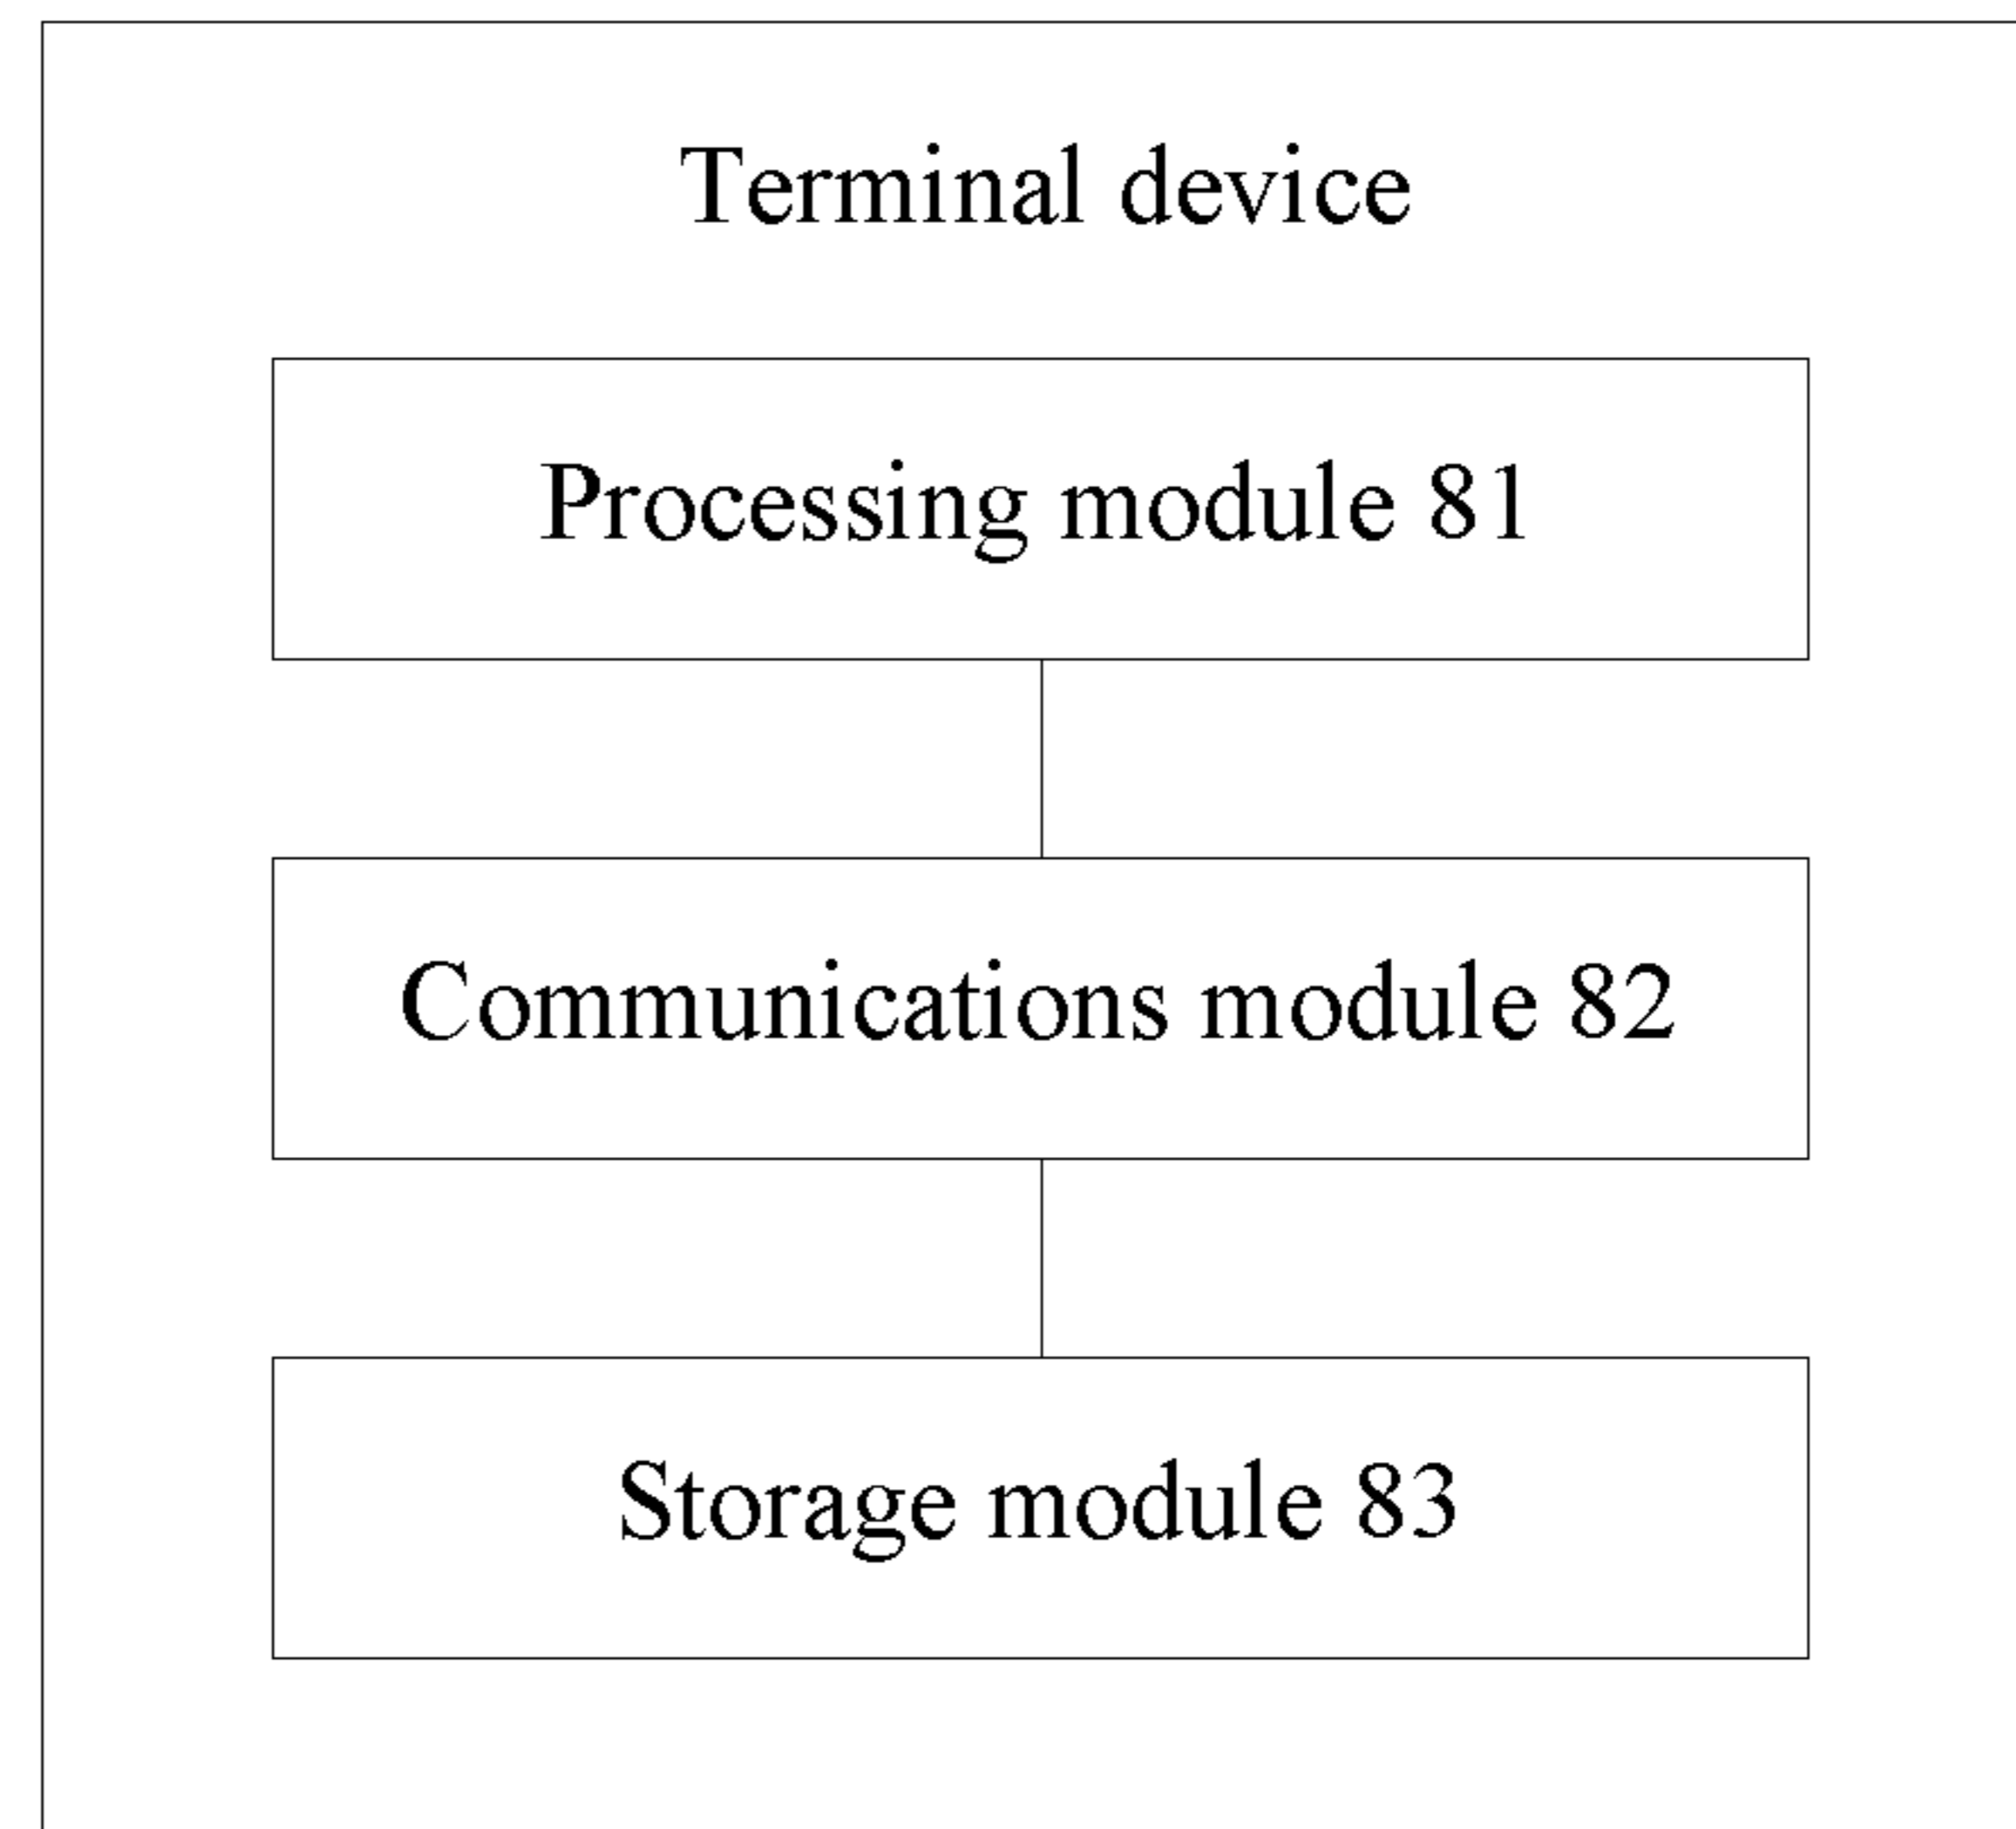 Terminal device
Processing module 81
Communications module 82
Storage module 83